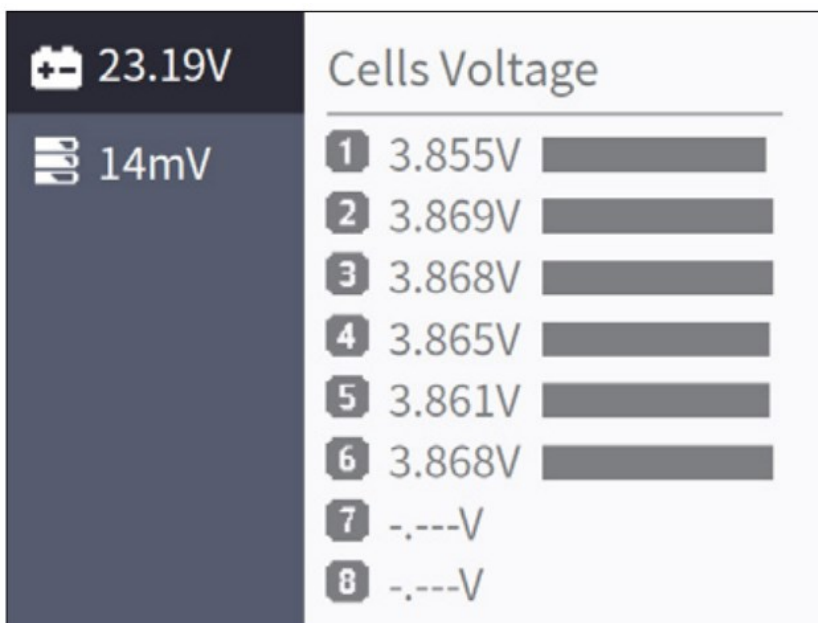 23.19V
14mV
Cells Voltage
1 3.855V
2 3.869V
3 3.868V
4 3.865V
5 3.861V
6 3.868V
7 -.---V
8 -.---V